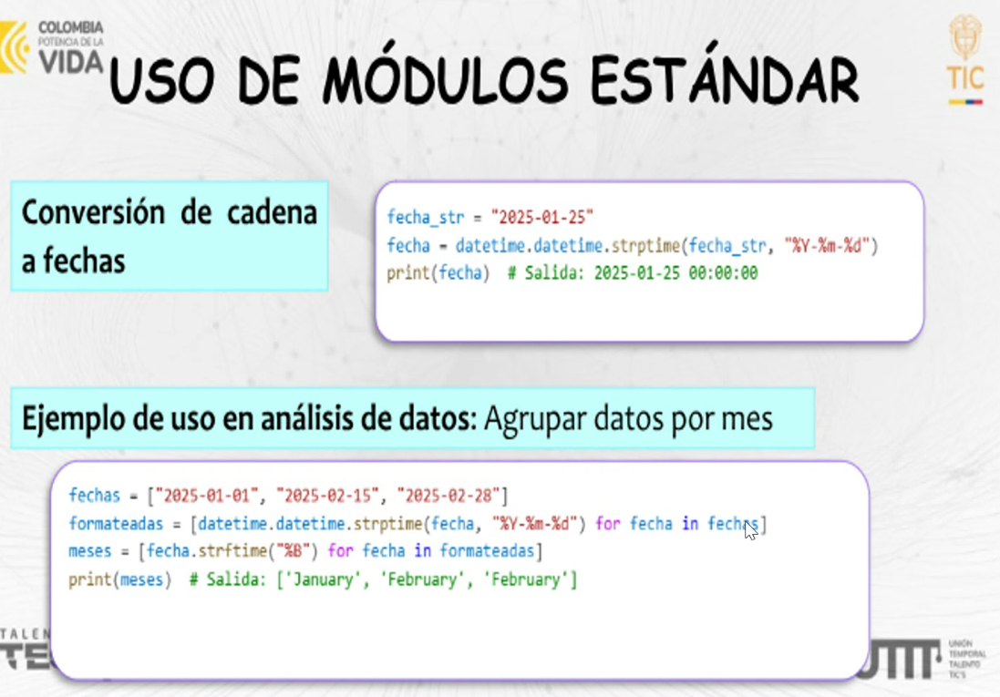 COLOMBIA
POTENCIA DE LA
VIDA
TIC
USO DE MÓDULOS ESTÁNDAR
Conversión de cadena
a fechas
fecha_str = "2025-01-25"
fecha = datetime.datetime.strptime(fecha_str, "%Y-%m-%d")
print(fecha)  # Salida: 2025-01-25 00:00:00
Ejemplo de uso en análisis de datos: Agrupar datos por mes
fechas = ["2025-01-01", "2025-02-15", "2025-02-28"]
formateadas = [datetime.datetime.strptime(fecha, "%Y-%m-%d") for fecha in fechas]
meses = [fecha.strftime("%B") for fecha in formateadas]
print(meses)  # Salida: ['January', 'February', 'February']
TALEN
TE
UNIÓN
TEMPORAL
TALENTO
TIC'S